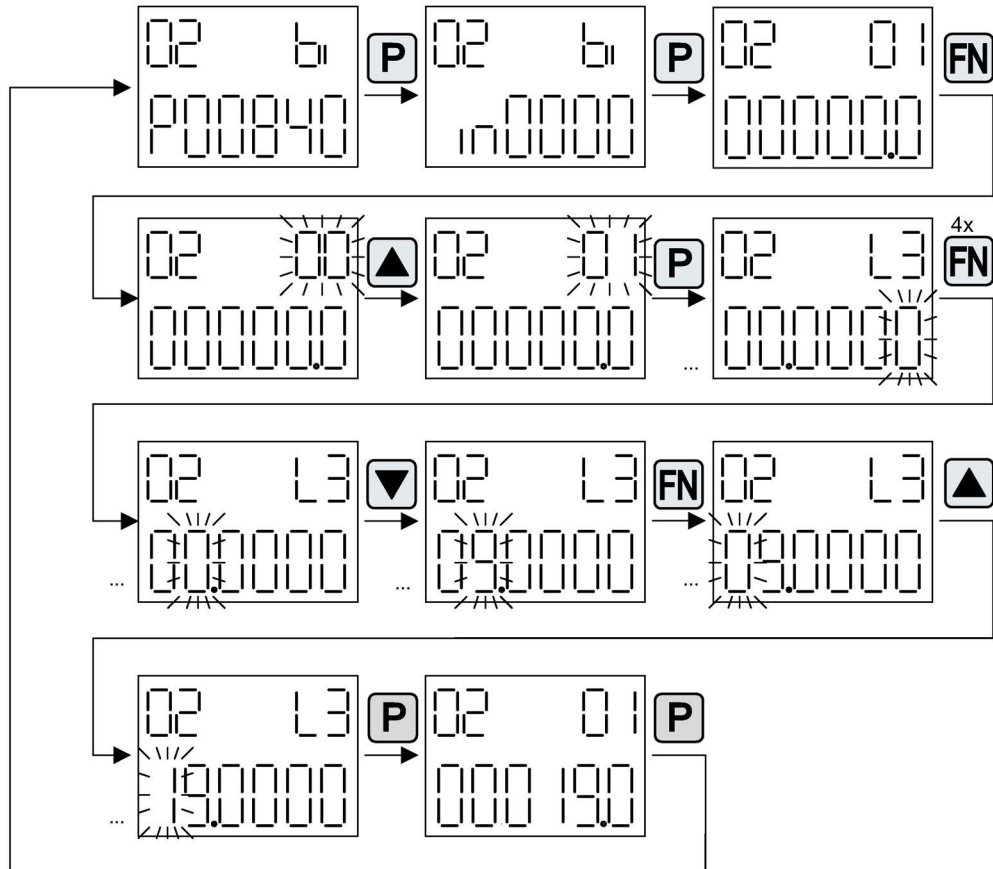 02 bi P 02 bi P 02 01 FN
P00840 in0000 00000.0
4x
02 00 ▲ 02 01 P 02 L3 FN
00000.0 00000.0 ... 00.0000
02 L3 ▼ 02 L3 FN 02 L3 ▲
... 00.0000 ... 09.0000 ... 09.0000
02 L3 P 02 01 P
... 19.0000 00019.0